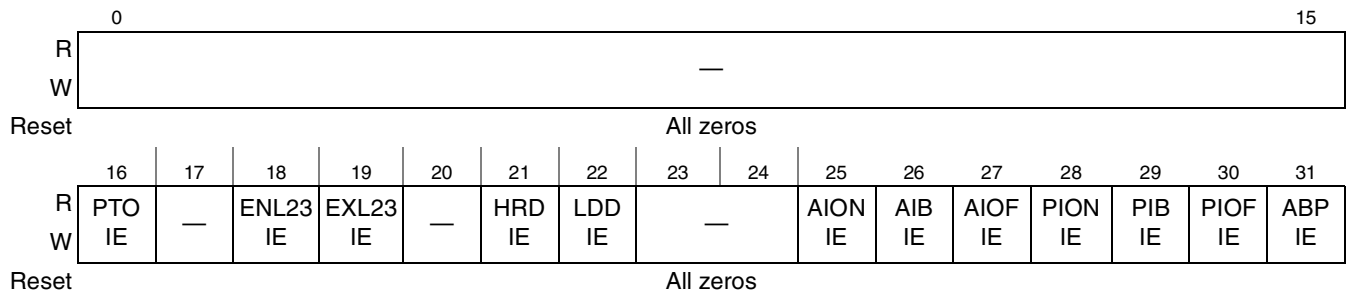 0 15
R
W
—
Reset All zeros
16 17 18 19 20 21 22 23 24 25 26 27 28 29 30 31
R PTO ENL23 EXL23 HRD LDD AION AIB AIOF PION PIB PIOF ABP
— — —
W IE IE IE IE IE IE IE IE IE IE IE IE
Reset All zeros